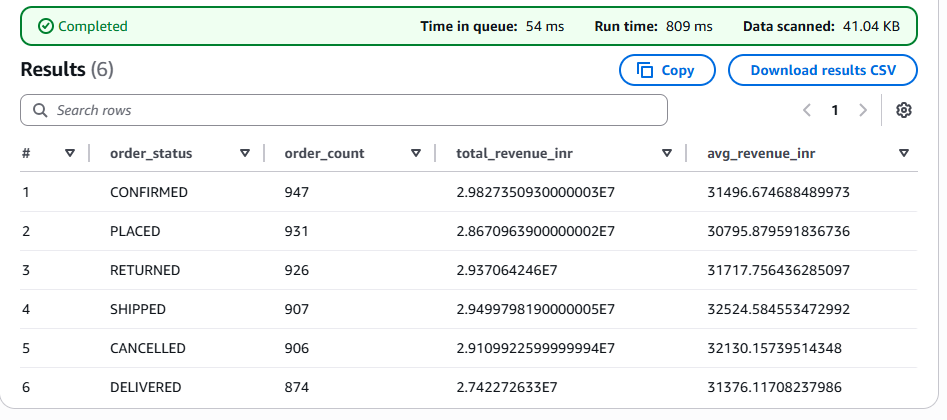 Completed Time in queue: 54 ms Run time: 809 ms Data scanned: 41.04 KB
Results (6) Copy Download results CSV
Search rows 1
# order_status order_count total_revenue_inr avg_revenue_inr
1 CONFIRMED 947 2.9827350930000003E7 31496.674688489973
2 PLACED 931 2.8670963900000002E7 30795.879591836736
3 RETURNED 926 2.937064246E7 31717.756436285097
4 SHIPPED 907 2.9499798190000005E7 32524.584553472992
5 CANCELLED 906 2.9109922599999994E7 32130.15739514348
6 DELIVERED 874 2.742272633E7 31376.11708237986